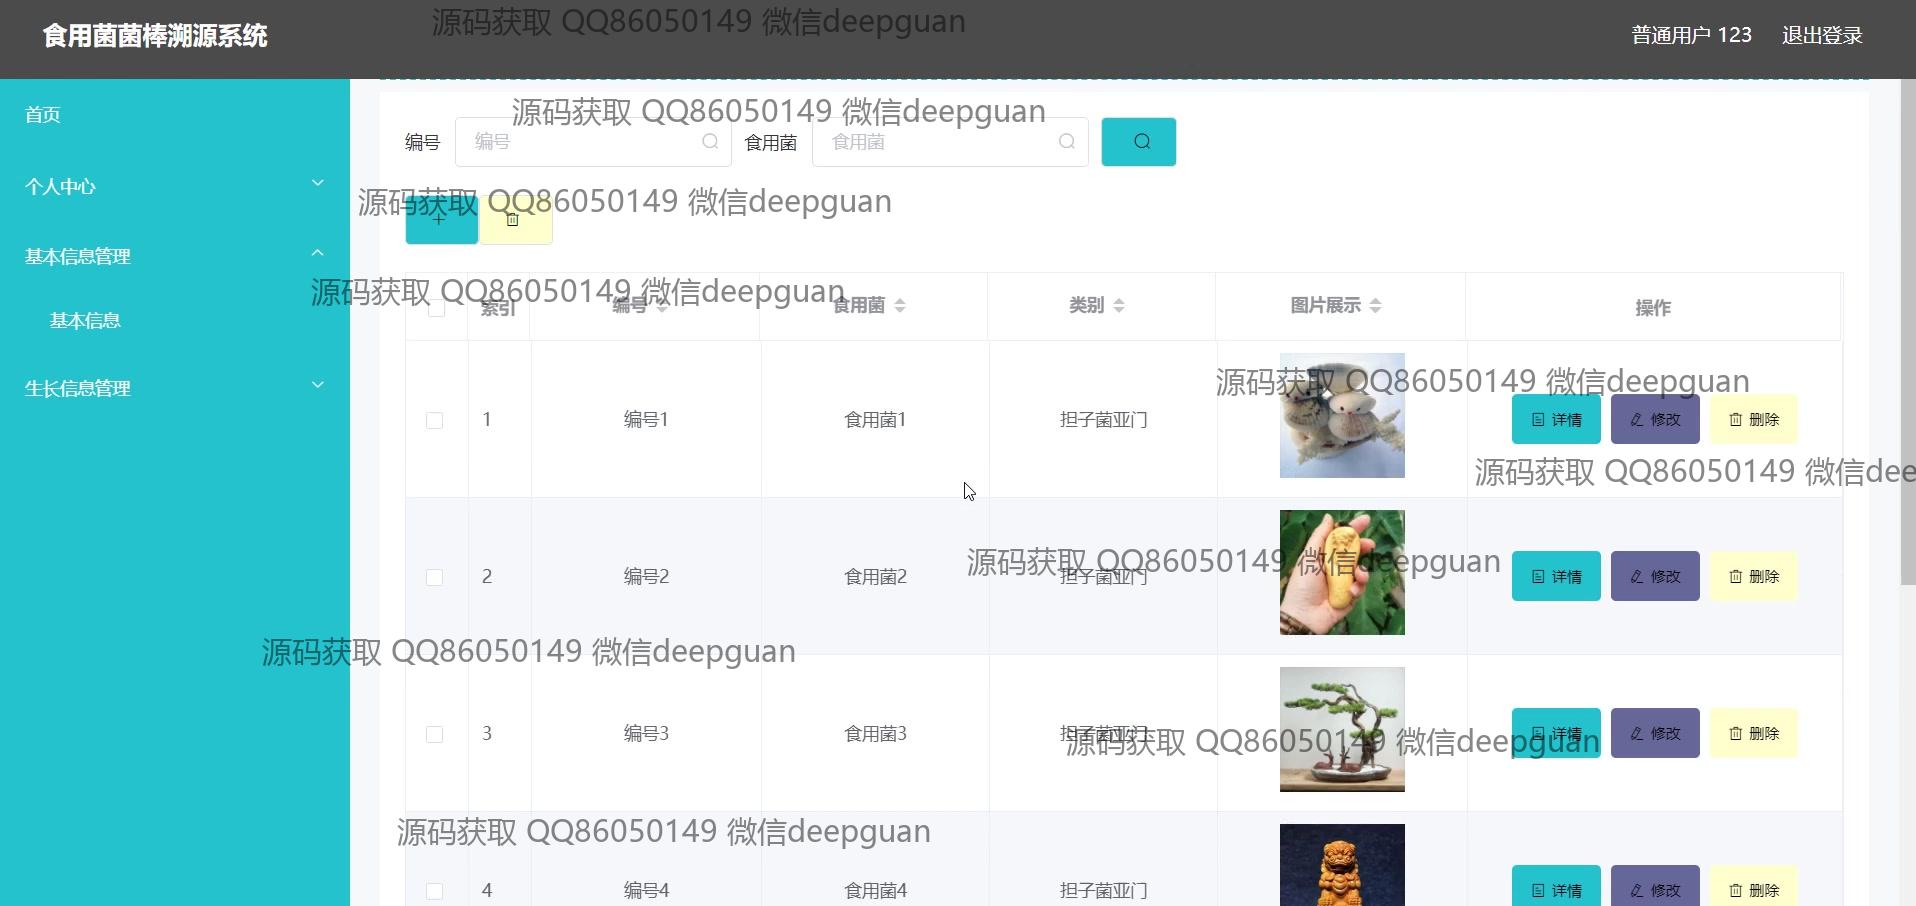 食用菌菌棒溯源系统
源码获取 QQ86050149 微信deepguan
普通用户 123 退出登录
首页
个人中心
基本信息管理
基本信息
生长信息管理
源码获取 QQ86050149 微信deepguan
编号 编号 食用菌 食用菌
源码获取 QQ86050149 微信deepguan
源码获取 QQ86050149 微信deepguan
索引 编号 食用菌 类别 图片展示 操作
源码获取 QQ86050149 微信deepguan
1 编号1 食用菌1 担子菌亚门 详情 修改 删除
源码获取 QQ86050149 微信dee
源码获取 QQ86050149 微信deepguan
2 编号2 食用菌2 担子菌亚门 详情 修改 删除
源码获取 QQ86050149 微信deepguan
3 编号3 食用菌3 担子菌亚门 详情 修改 删除
源码获取 QQ86050149 微信deepguan
源码获取 QQ86050149 微信deepguan
4 编号4 食用菌4 担子菌亚门 详情 修改 删除